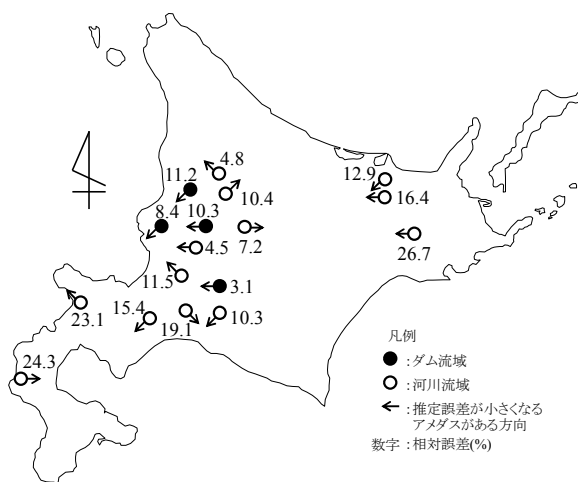 4.8
11.2
10.4
12.9
16.4
8.4
10.3
7.2
4.5
26.7
11.5
3.1
23.1
15.4
19.1
10.3
24.3
凡例
:ダム流域
:河川流域
:推定誤差が小さくなる
アメダスがある方向
数字 :相対誤差(%)